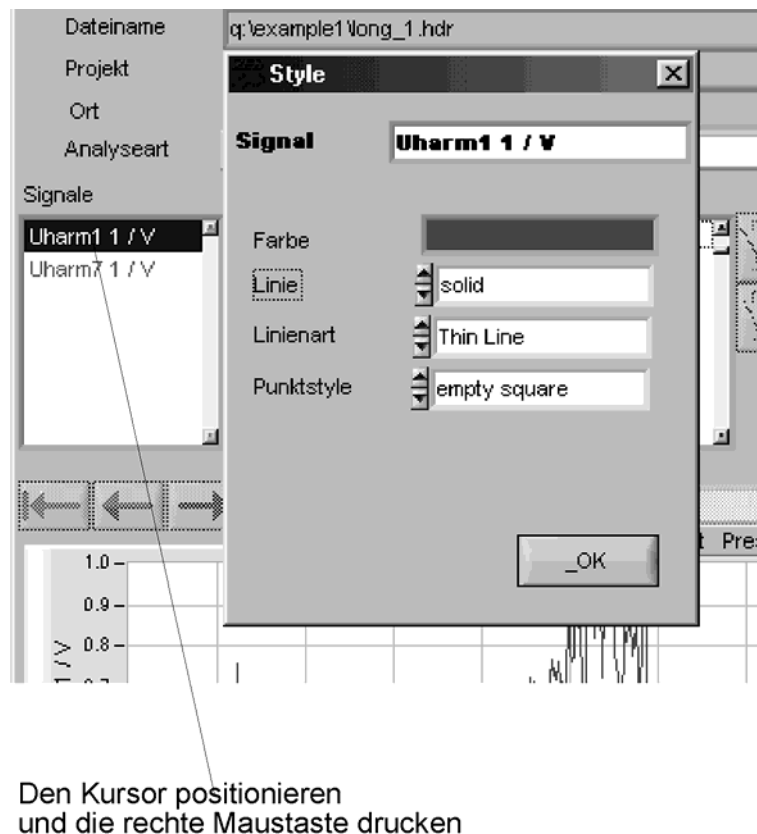 Dateiname q:\example1\long_1.hdr
Projekt
Style
Ort
Analyseart
Signal Uharm1 1 / V
Signale
Uharm1 1 / V
Uharm7 1 / V
Farbe
Linie solid
Linienart Thin Line
Punktstyle empty square
_OK
1.0
0.9
0.8
Den Kursor positionieren
und die rechte Maustaste drucken